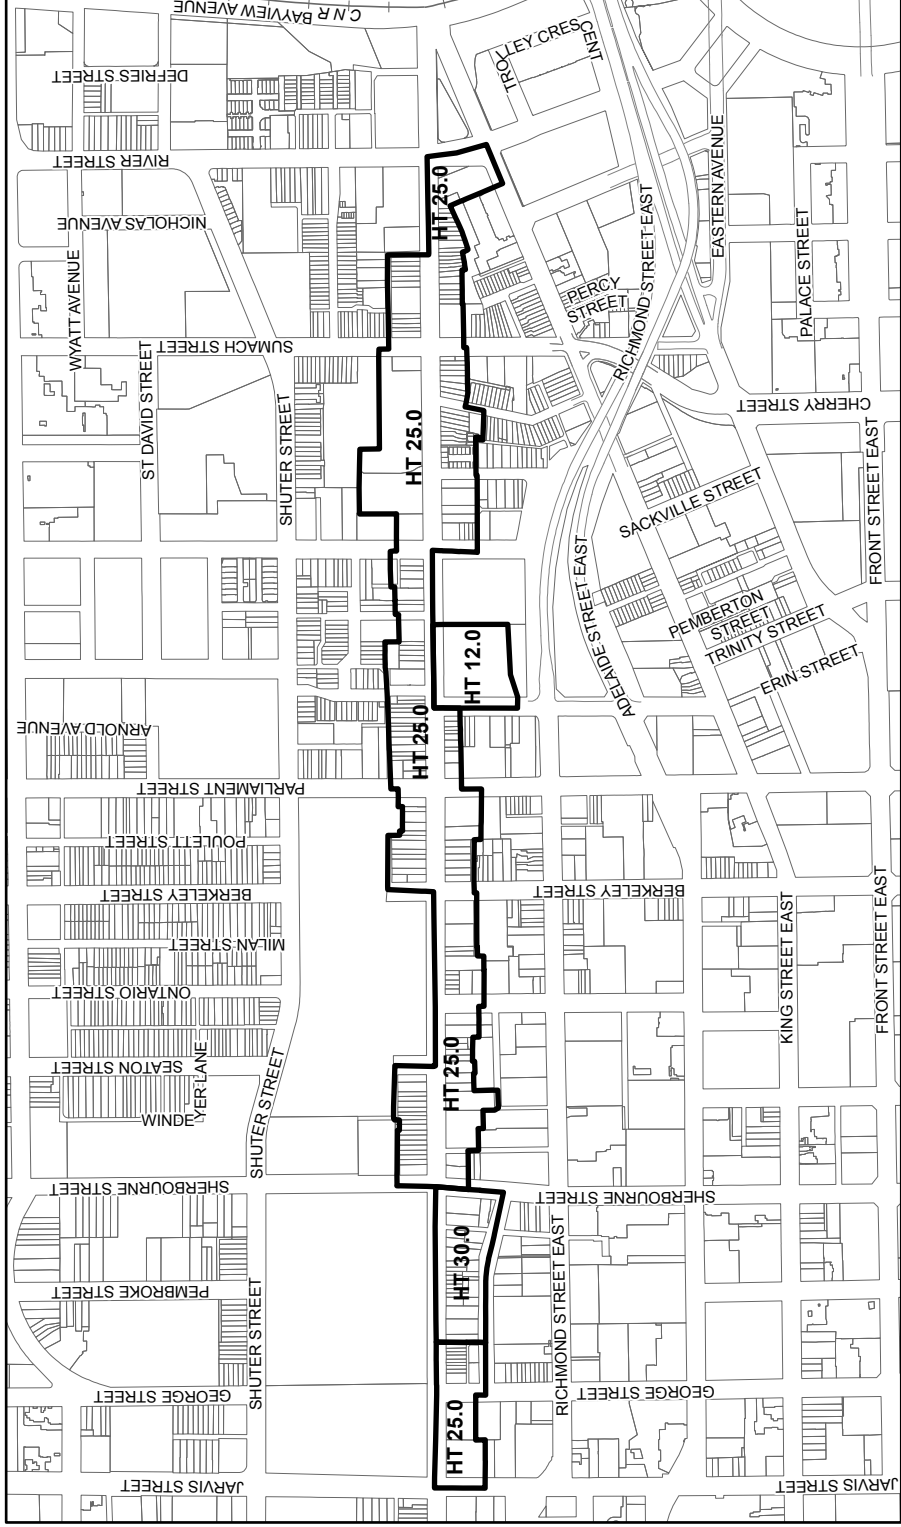 C N R BAYVIEW AVENUE
DEFRIES STREET
TROLLEY CRES
CENT
RIVER STREET
NICHOLAS AVENUE
HT 25.0
EASTERN AVENUE
WYATT AVENUE
PERCY
STREET
RICHMOND STREET EAST
PALACE STREET
SUMACH STREET
ST DAVID STREET
SHUTER STREET
HT 25.0
CHERRY STREET
SACKVILLE STREET
FRONT STREET EAST
ADELAIDE STREET EAST
PEMBERTON
STREET
TRINITY STREET
ERIN STREET
HT 12.0
HT 25.0
ARNOLD AVENUE
PARLIAMENT STREET
POULETT STREET
BERKELEY STREET
BERKELEY STREET
MILAN STREET
ONTARIO STREET
KING STREET EAST
FRONT STREET EAST
SEATON STREET
WINDEYER LANE
SHUTER STREET
HT 25.0
SHERBOURNE STREET
SHERBOURNE STREET
HT 30.0
RICHMOND STREET EAST
PEMBROKE STREET
SHUTER STREET
GEORGE STREET
GEORGE STREET
HT 25.0
JARVIS STREET
JARVIS STREET